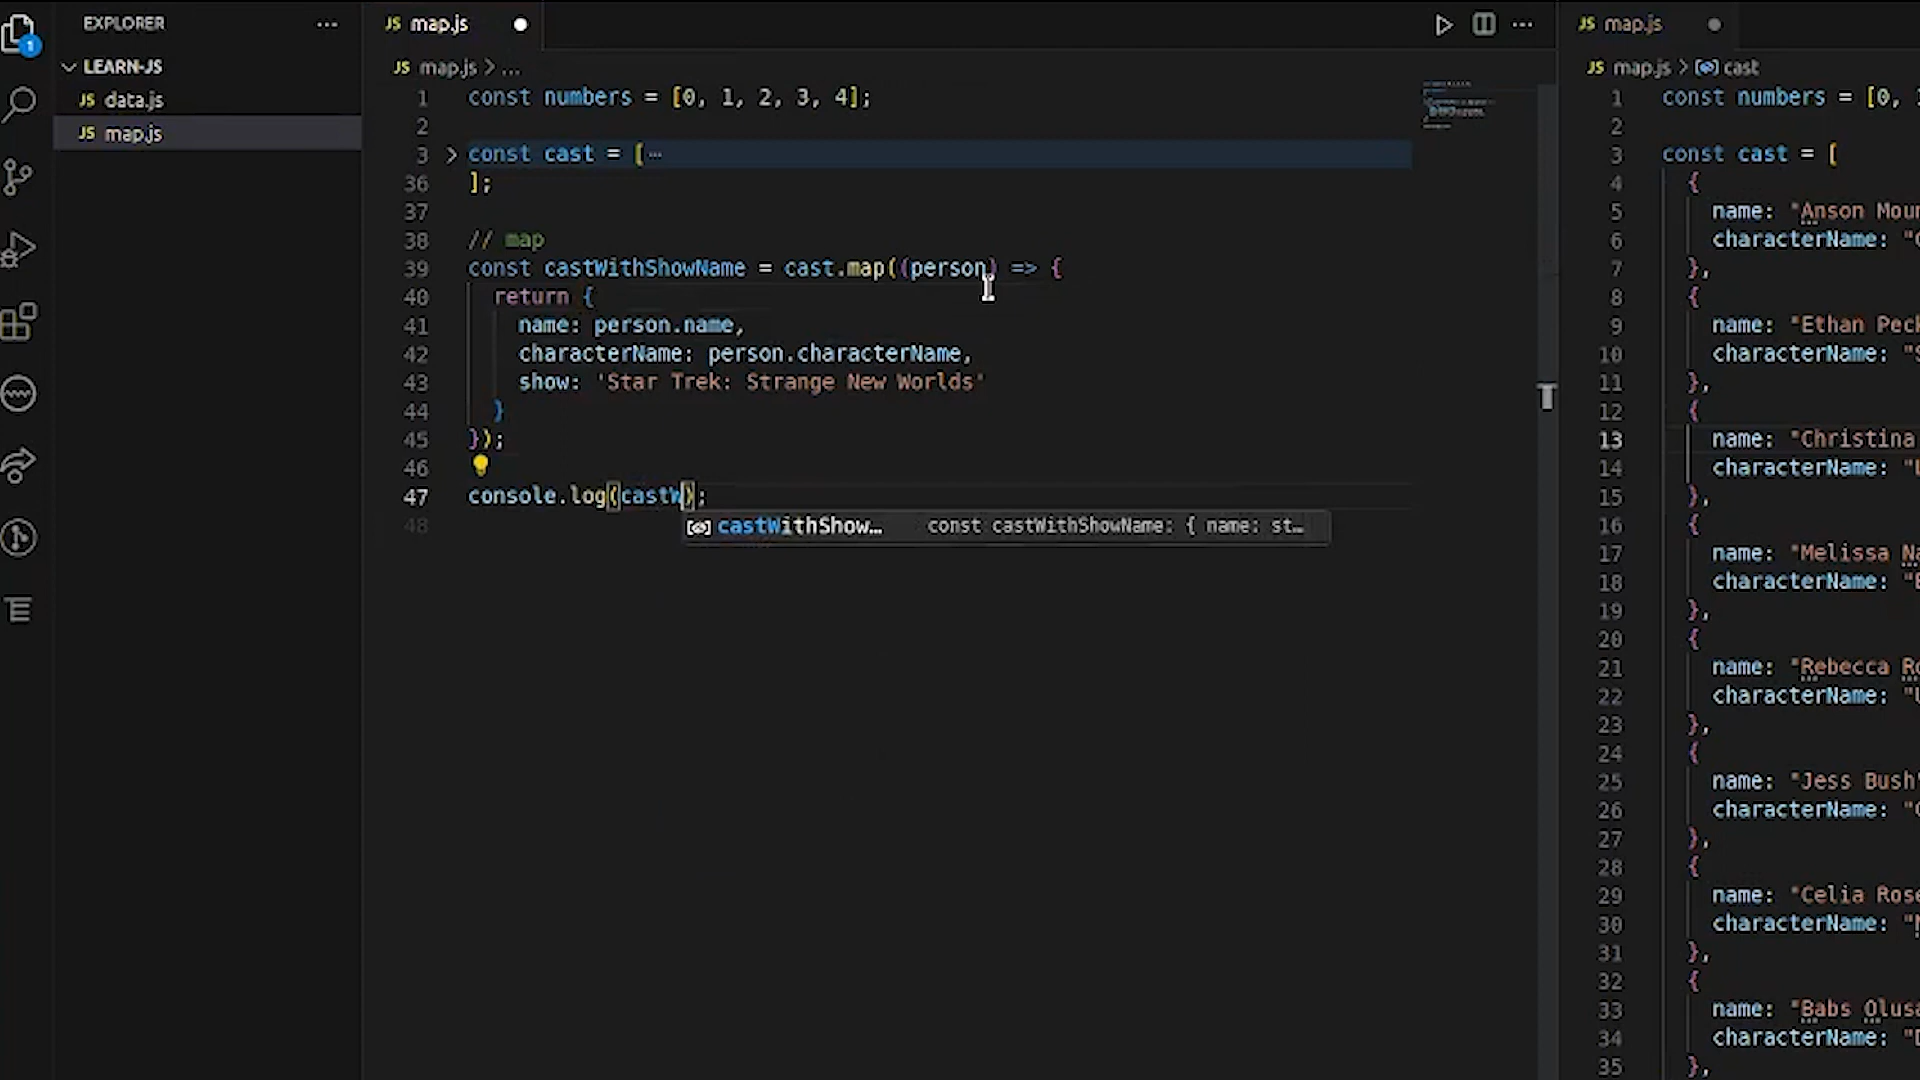 EXPLORER
LEARN-JS
JS data.js
JS map.js
1
JS map.js
JS map.js > ...
1 const numbers = [0, 1, 2, 3, 4];
2
3 const cast = [ ...
36 ];
37
38 // map
39 const castWithShowName = cast.map((person) => {
40 return {
41 name: person.name,
42 characterName: person.characterName,
43 show: 'Star Trek: Strange New Worlds'
44 }
45 });
46
47 console.log(castW);
castWithShow… const castWithShowName: { name: st…
48
JS map.js
JS map.js > cast
1 const numbers = [0,
2
3 const cast = [
4 {
5 name: "Anson
6 characterName: "
7 },
8 {
9 name: "Ethan
10 characterName: "
11 },
12 {
13 name: "Christina
14 characterName: "
15 },
16 {
17 name: "Melissa
18 characterName: "
19 },
20 {
21 name: "Rebecca
22 characterName: "
23 },
24 {
25 name: "Jess Bush"
26 characterName: "
27 },
28 {
29 name: "Celia Rose
30 characterName: "
31 },
32 {
33 name: "Babs
34 characterName: "
35 },